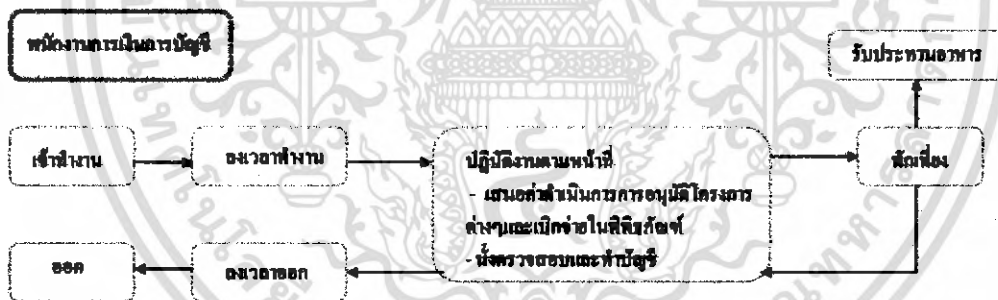 พนักงานการเงินการบัญชี
รับประทานอาหาร
เข้าทำงาน
ลงเวลาทำงาน
ปฏิบัติงานตามหน้าที่
- เสนอค่าดำเนินการการอนุมัติโครงการ
ต่างๆและเบิกจ่ายในพิพิธภัณฑ์
- นั่งตรวจสอบและทำบัญชี
พักเที่ยง
ออก
ลงเวลาออก